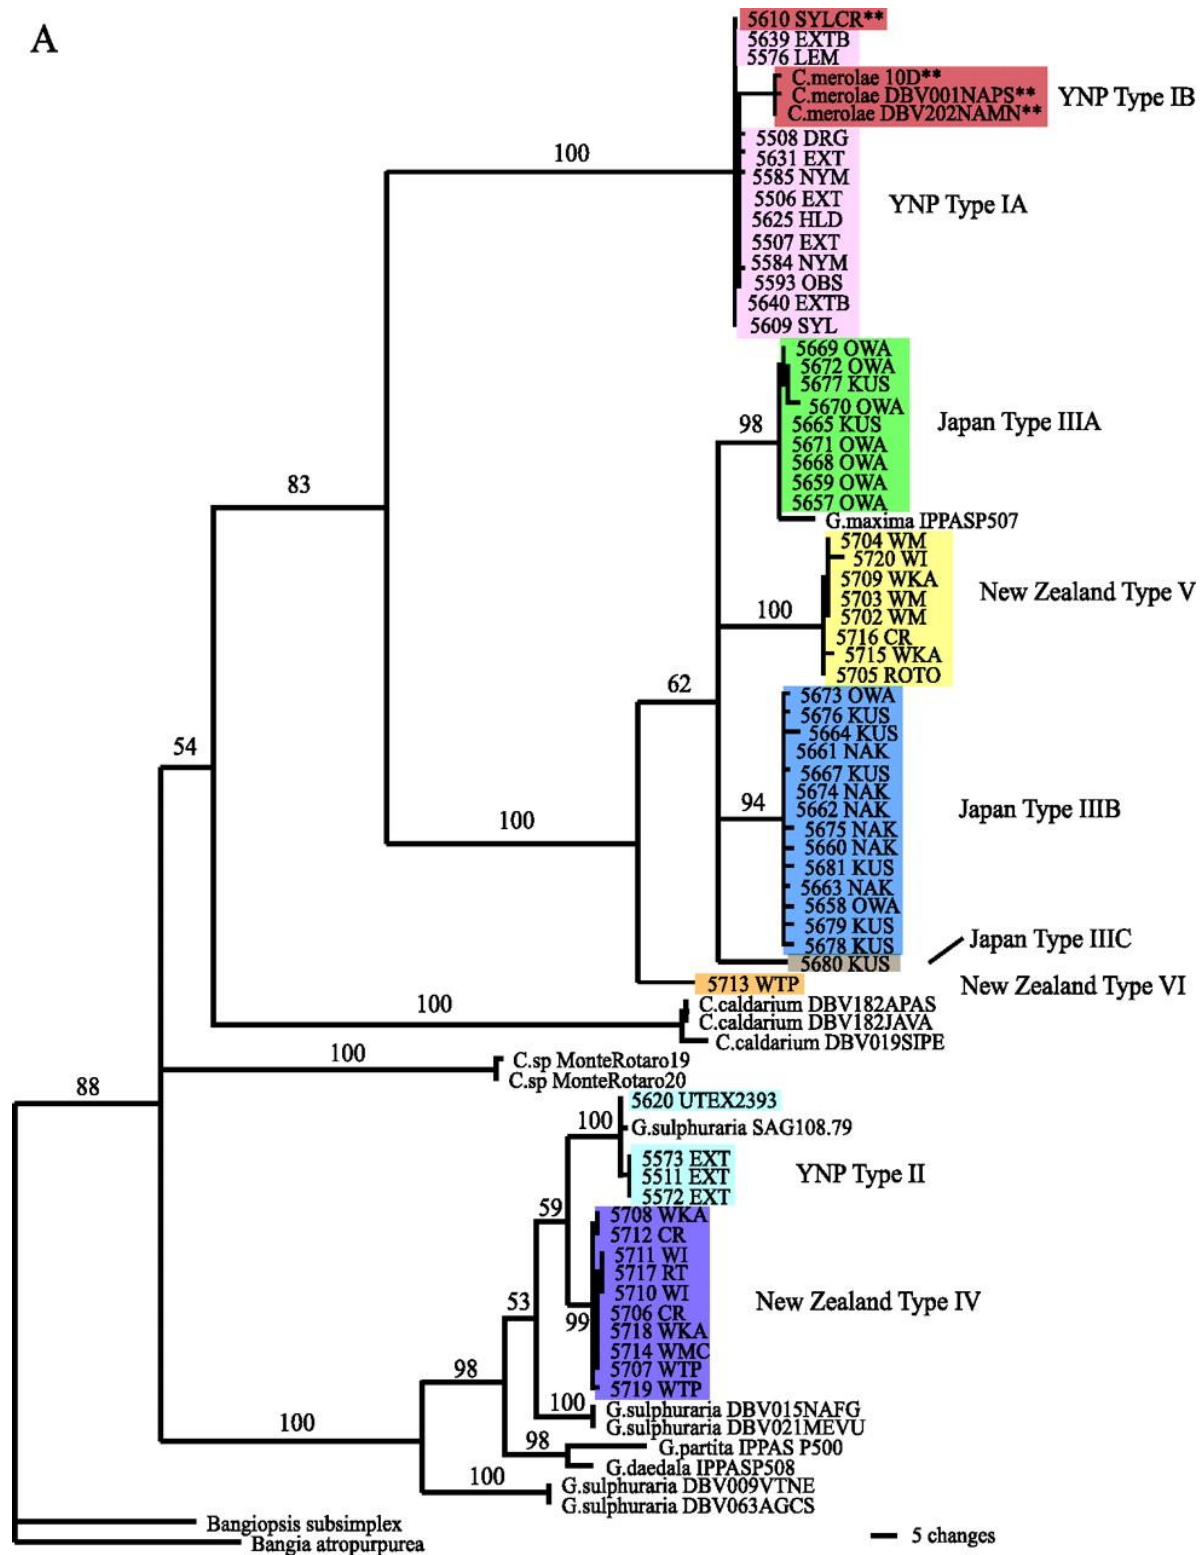 A
5610 SYLCR**
5639 EXTB
5576 LEM
C.merolae 10D**
C.merolae DBV001NAPS**
YNP Type IB
C.merolae DBV202NAMN**
5508 DRG
100
5631 EXT
5585 NYM
5506 EXT
YNP Type IA
5625 HLD
5507 EXT
5584 NYM
5593 OBS
5640 EXTB
5609 SYL
5669 OWA
5672 OWA
5677 KUS
5670 OWA
98
5665 KUS
Japan Type IIIA
5671 OWA
5668 OWA
83
5659 OWA
5657 OWA
G.maxima IPPASP507
5704 WM
5720 WI
5709 WKA
New Zealand Type V
5703 WM
100
5702 WM
5716 CR
5715 WKA
5705 ROTO
62
5673 OWA
5676 KUS
5664 KUS
54
5661 NAK
5667 KUS
5674 NAK
94
5662 NAK
Japan Type IIIB
100
5675 NAK
5660 NAK
5681 KUS
5663 NAK
5658 OWA
5679 KUS
5678 KUS
Japan Type IIIC
5680 KUS
5713 WTP
New Zealand Type VI
100
C.caldarium DBV182APAS
C.caldarium DBV182JAVA
C.caldarium DBV019SIPE
100
C.sp MonteRotaro19
C.sp MonteRotaro20
88
5620 UTEX2393
100
G.sulphuraria SAG108.79
5573 EXT
5511 EXT
YNP Type II
5572 EXT
59
5708 WKA
5712 CR
5711 WI
5717 RT
53
5710 WI
New Zealand Type IV
99
5706 CR
5718 WKA
5714 WMC
98
5707 WTP
5719 WTP
100
G.sulphuraria DBV015NAFG
100
G.sulphuraria DBV021MEVU
98
G.partita IPPAS P500
G.daedala IPPASP508
100
G.sulphuraria DBV009VTNE
G.sulphuraria DBV063AGCS
Bangiopsis subsimplex
5 changes
Bangia atropurpurea